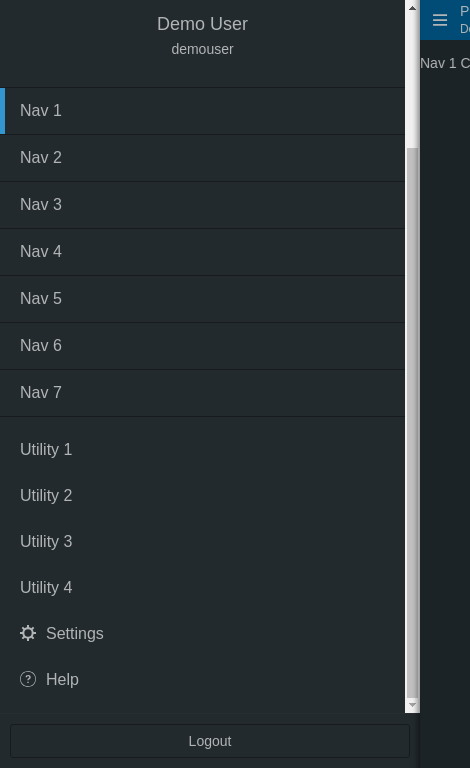 Demo User
demouser
Nav 1
Nav 2
Nav 3
Nav 4
Nav 5
Nav 6
Nav 7
Utility 1
Utility 2
Utility 3
Utility 4
Settings
? Help
Logout
P
De
Nav 1 C